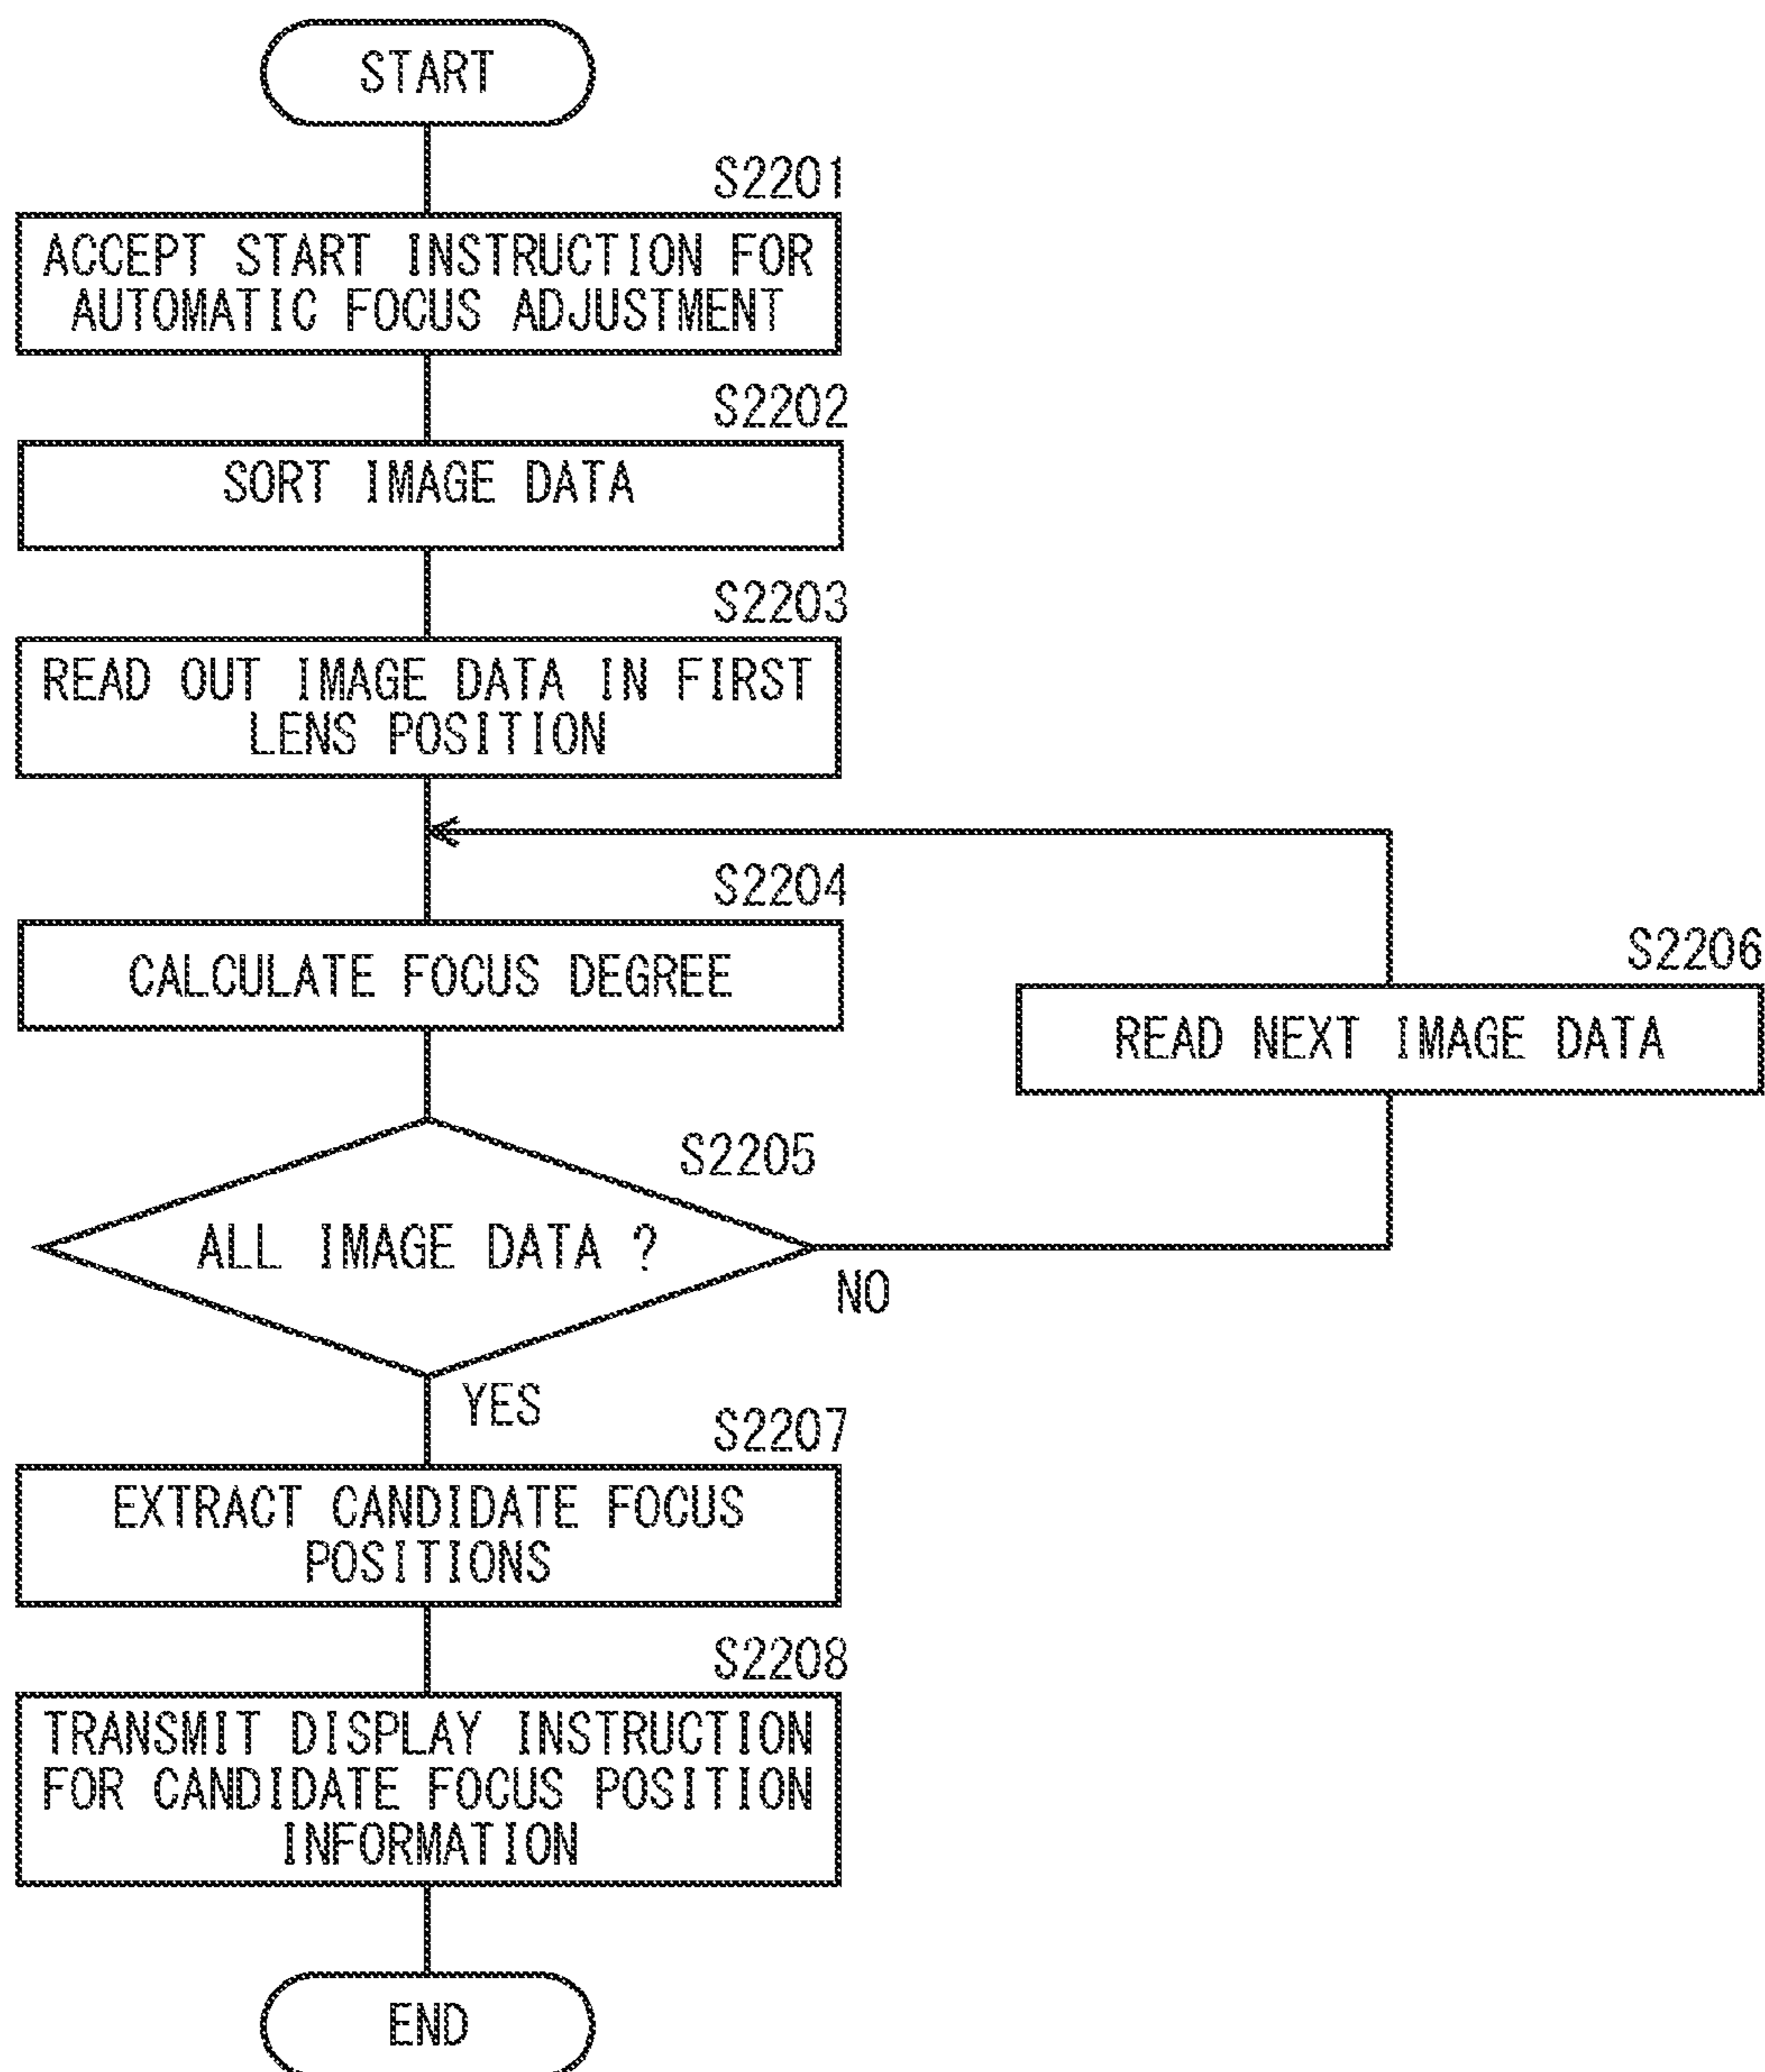 START
S2201
ACCEPT START INSTRUCTION FOR
AUTOMATIC FOCUS ADJUSTMENT
S2202
SORT IMAGE DATA
S2203
READ OUT IMAGE DATA IN FIRST
LENS POSITION
S2204
CALCULATE FOCUS DEGREE
S2206
READ NEXT IMAGE DATA
S2205
ALL IMAGE DATA ?
NO
YES
S2207
EXTRACT CANDIDATE FOCUS
POSITIONS
S2208
TRANSMIT DISPLAY INSTRUCTION
FOR CANDIDATE FOCUS POSITION
INFORMATION
END